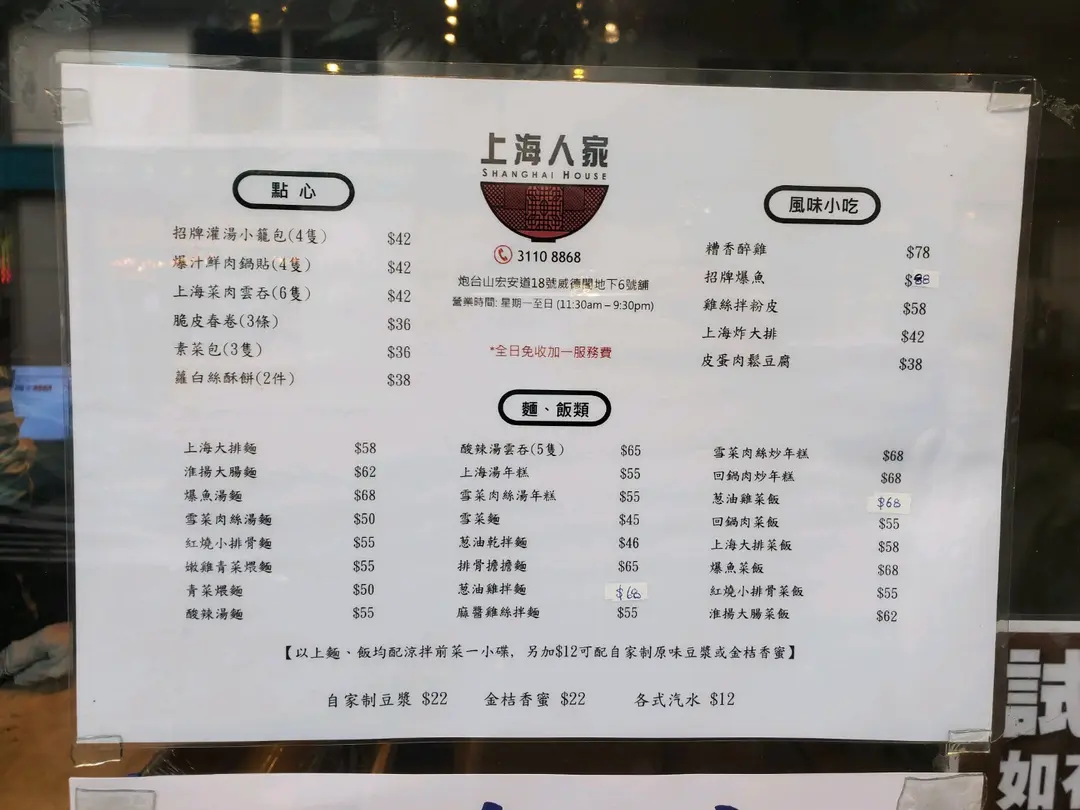 上海人家
SHANGHAI HOUSE
3110 8868
炮台山宏安道18號威德閣地下6號舖
營業時間: 星期一至日 (11:30am – 9:30pm)
*全日免收加一服務費
點心
招牌灌湯小籠包(4隻) $42
爆汁鮮肉鍋貼(4隻) $42
上海菜肉雲吞(6隻) $42
脆皮春卷(3條) $36
素菜包(3隻) $36
蘿白絲酥餅(2件) $38
風味小吃
糟香醉雞 $78
招牌爆魚
雞絲拌粉皮 $58
上海炸大排 $42
皮蛋肉鬆豆腐 $38
麵、飯類
上海大排麵 $58
淮揚大腸麵 $62
爆魚湯麵 $68
雪菜肉絲湯麵 $50
紅燒小排骨麵 $55
嫩雞青菜煨麵 $55
青菜煨麵 $50
酸辣湯麵 $55
酸辣湯雲吞(5隻) $65
上海湯年糕 $55
雪菜肉絲湯年糕 $55
雪菜麵 $45
葱油乾拌麵 $46
排骨擔擔麵 $65
葱油雞拌麵 $68
麻醬雞絲拌麵 $55
雪菜肉絲炒年糕 $68
回鍋肉炒年糕 $68
葱油雞菜飯 $68
回鍋肉菜飯 $55
上海大排菜飯 $58
爆魚菜飯 $68
紅燒小排骨菜飯 $55
淮揚大腸菜飯 $62
【以上麵、飯均配涼拌前菜一小碟, 另加$12可配自家制原味豆漿或金桔香蜜】
自家制豆漿 $22 金桔香蜜 $22 各式汽水 $12
試
如